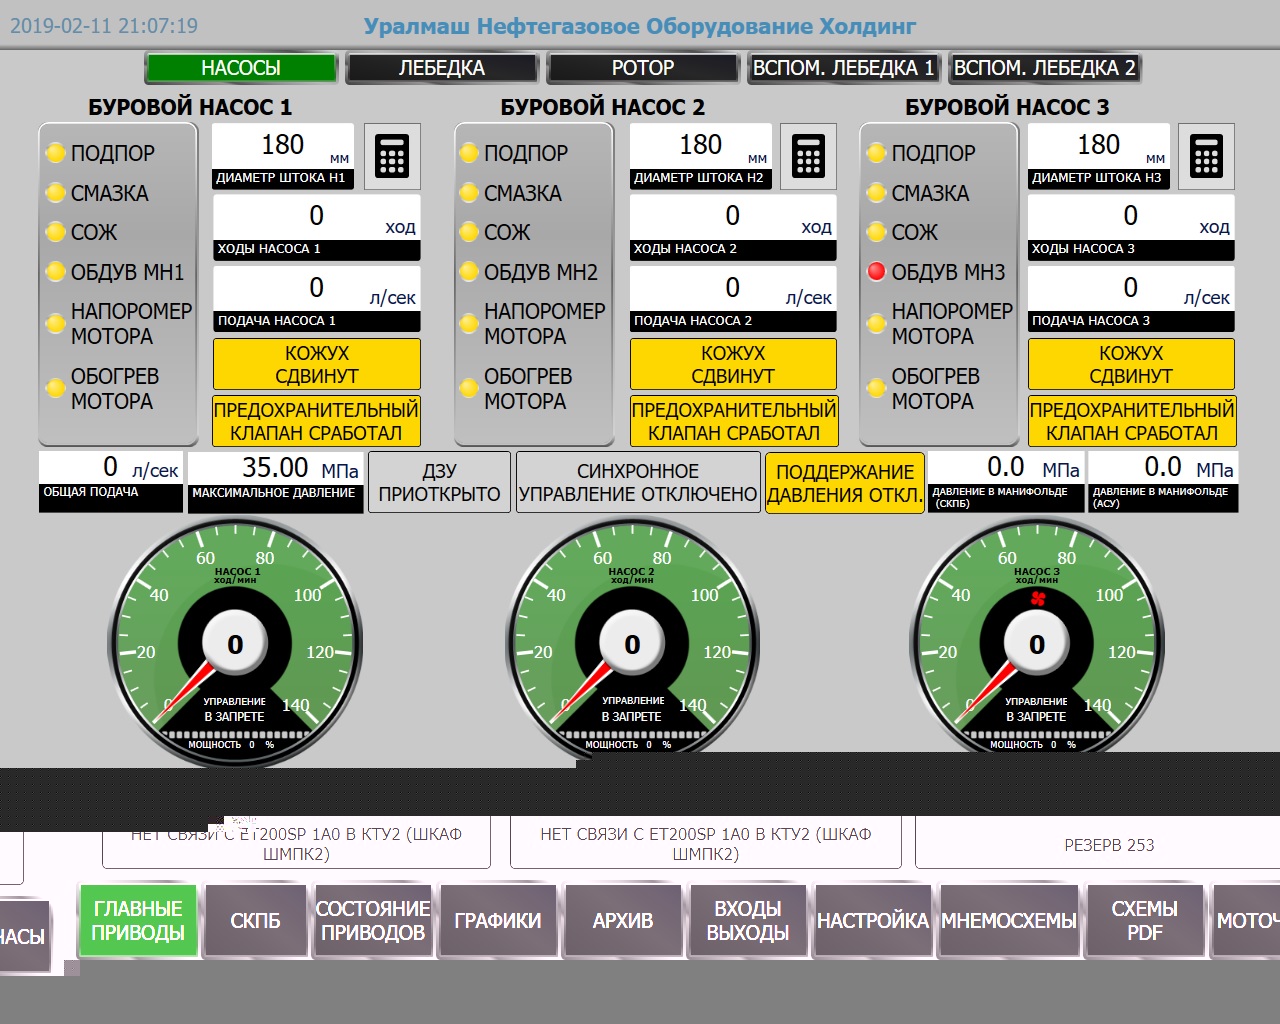 2019-02-11 21:07:19
Уралмаш Нефтегазовое Оборудование Холдинг
НАСОСЫ
ЛЕБЕДКА
РОТОР
ВСПОМ. ЛЕБЕДКА 1
ВСПОМ. ЛЕБЕДКА 2
БУРОВОЙ НАСОС 1
ПОДПОР
СМАЗКА
СОЖ
ОБДУВ МН1
НАПОРОМЕР
МОТОРА
ОБОГРЕВ
МОТОРА
180 мм
ДИАМЕТР ШТОКА Н1
0 ход
ХОДЫ НАСОСА 1
0 л/сек
ПОДАЧА НАСОСА 1
КОЖУХ
СДВИНУТ
ПРЕДОХРАНИТЕЛЬНЫЙ
КЛАПАН СРАБОТАЛ
БУРОВОЙ НАСОС 2
ПОДПОР
СМАЗКА
СОЖ
ОБДУВ МН2
НАПОРОМЕР
МОТОРА
ОБОГРЕВ
МОТОРА
180 мм
ДИАМЕТР ШТОКА Н2
0 ход
ХОДЫ НАСОСА 2
0 л/сек
ПОДАЧА НАСОСА 2
КОЖУХ
СДВИНУТ
ПРЕДОХРАНИТЕЛЬНЫЙ
КЛАПАН СРАБОТАЛ
БУРОВОЙ НАСОС 3
ПОДПОР
СМАЗКА
СОЖ
ОБДУВ МН3
НАПОРОМЕР
МОТОРА
ОБОГРЕВ
МОТОРА
180 мм
ДИАМЕТР ШТОКА Н3
0 ход
ХОДЫ НАСОСА 3
0 л/сек
ПОДАЧА НАСОСА 3
КОЖУХ
СДВИНУТ
ПРЕДОХРАНИТЕЛЬНЫЙ
КЛАПАН СРАБОТАЛ
0 л/сек
ОБЩАЯ ПОДАЧА
35.00 МПа
МАКСИМАЛЬНОЕ ДАВЛЕНИЕ
ДЗУ
ПРИОТКРЫТО
СИНХРОННОЕ
УПРАВЛЕНИЕ ОТКЛЮЧЕНО
ПОДДЕРЖАНИЕ
ДАВЛЕНИЯ ОТКЛ.
0.0 МПа
ДАВЛЕНИЕ В МАНИФОЛЬДЕ
(СКПБ)
0.0 МПа
ДАВЛЕНИЕ В МАНИФОЛЬДЕ
(АСУ)
0 20 40 60 80 100 120 140
НАСОС 1
ход/мин
0
УПРАВЛЕНИЕ
В ЗАПРЕТЕ
МОЩНОСТЬ 0 %
0 20 40 60 80 100 120 140
НАСОС 2
ход/мин
0
УПРАВЛЕНИЕ
В ЗАПРЕТЕ
МОЩНОСТЬ 0 %
0 20 40 60 80 100 120 140
НАСОС 3
ход/мин
0
УПРАВЛЕНИЕ
В ЗАПРЕТЕ
МОЩНОСТЬ 0 %
НЕТ СВЯЗИ С ET200SP 1A0 В КТУ2 (ШКАФ
ШМПК2)
НЕТ СВЯЗИ С ET200SP 1A0 В КТУ2 (ШКАФ
ШМПК2)
РЕЗЕРВ 253
ЧАСЫ
ГЛАВНЫЕ
ПРИВОДЫ
СКПБ
СОСТОЯНИЕ
ПРИВОДОВ
ГРАФИКИ
АРХИВ
ВХОДЫ
ВЫХОДЫ
НАСТРОЙКА
МНЕМОСХЕМЫ
СХЕМЫ
PDF
МОТОЧ